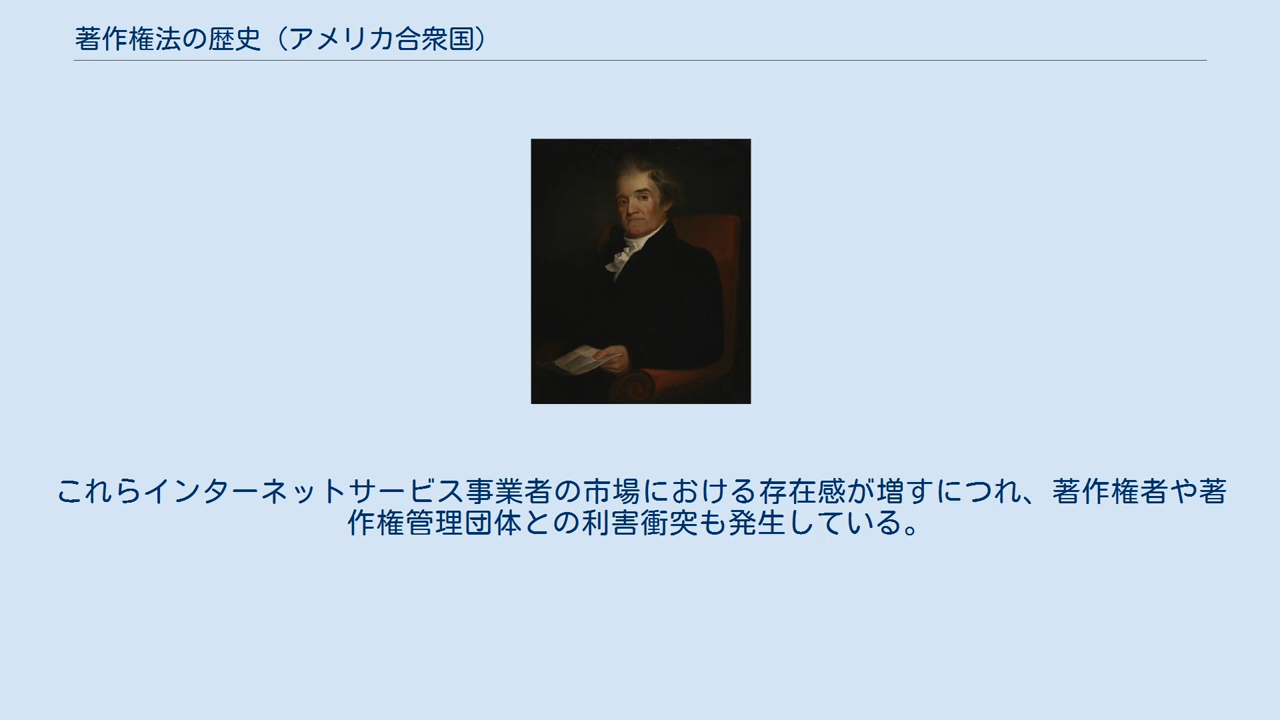 著作権法の歴史（アメリカ合衆国）
これらインターネットサービス事業者の市場における存在感が増すにつれ、著作権者や著
作権管理団体との利害衝突も発生している。